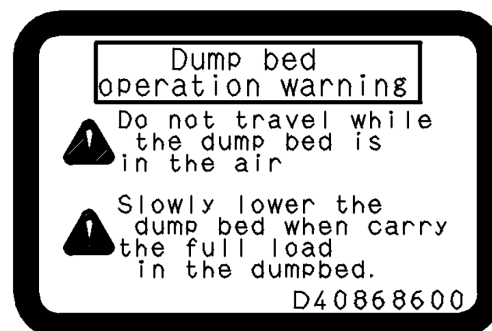 Dump bed
operation warning
Do not travel while
the dump bed is
in the air
Slowly lower the
dump bed when carry
the full load
in the dumpbed.
D40868600